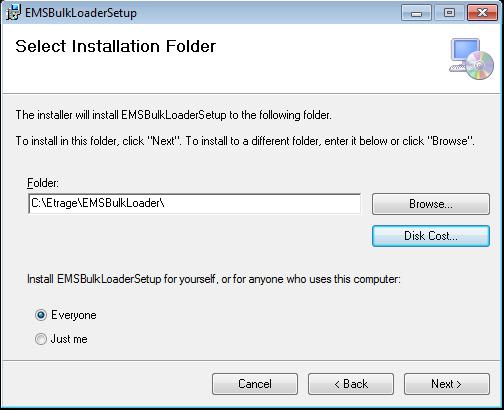 EMSBulkLoaderSetup
Select Installation Folder
The installer will install EMSBulkLoaderSetup to the following folder.
To install in this folder, click "Next". To install to a different folder, enter it below or click "Browse".
Folder:
C:\Etrage\EMSBulkLoader\
Browse...
Disk Cost...
Install EMSBulkLoaderSetup for yourself, or for anyone who uses this computer:
Everyone
Just me
Cancel
< Back
Next >